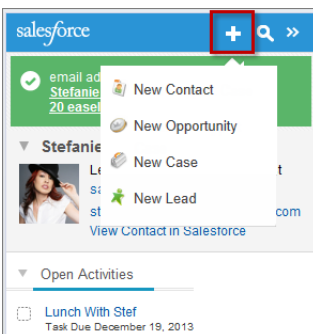 salesforce
email ad
Stefanie
20 easel
New Contact
New Opportunity
New Case
New Lead
Stefanie
Le
t
sa
st
com
View Contact in Salesforce
Open Activities
Lunch With Stef
Task Due December 19, 2013